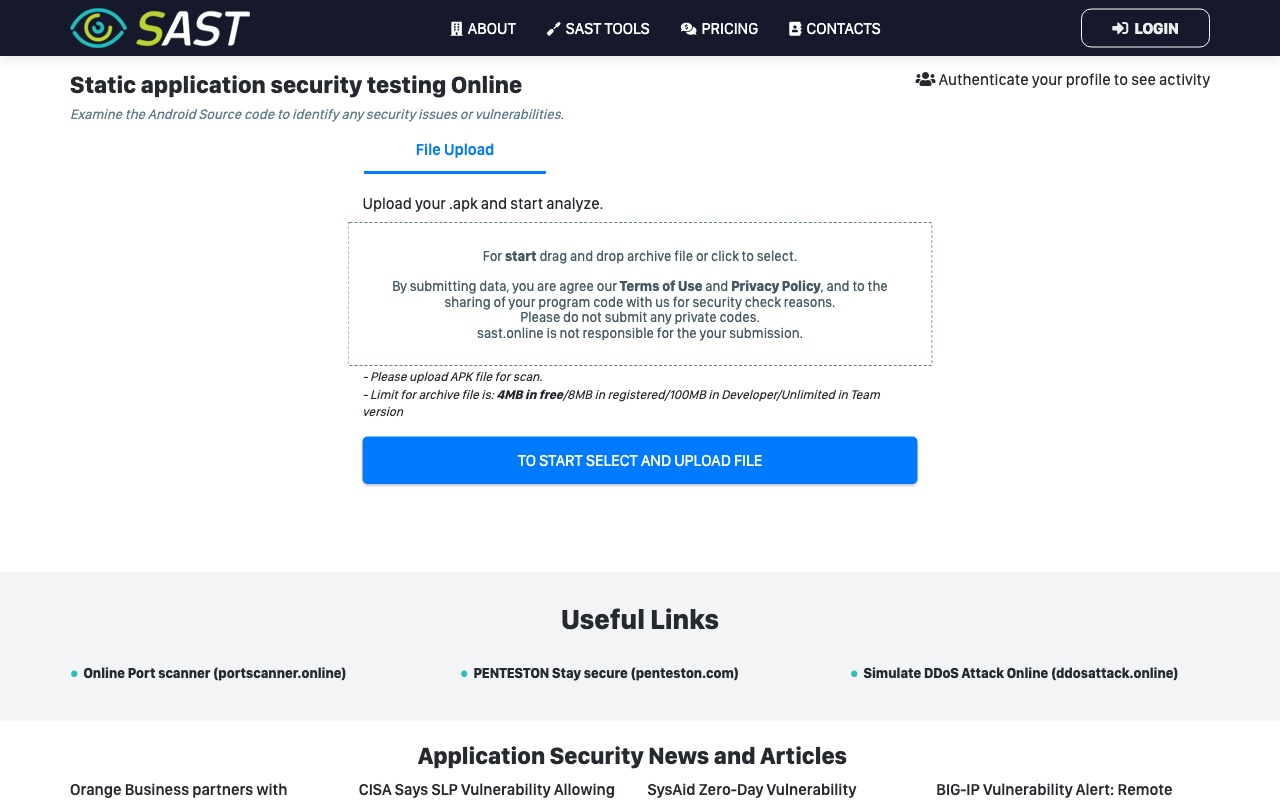 SAST
ABOUT
SAST TOOLS
PRICING
CONTACTS
LOGIN
Static application security testing Online
Authenticate your profile to see activity
Examine the Android Source code to identify any security issues or vulnerabilities.
File Upload
Upload your .apk and start analyze.
For start drag and drop archive file or click to select.
By submitting data, you are agree our Terms of Use and Privacy Policy, and to the
sharing of your program code with us for security check reasons.
Please do not submit any private codes.
sast.online is not responsible for the your submission.
- Please upload APK file for scan.
- Limit for archive file is: 4MB in free/8MB in registered/100MB in Developer/Unlimited in Team
version
TO START SELECT AND UPLOAD FILE
Useful Links
Online Port scanner (portscanner.online)
PENTESTON Stay secure (penteston.com)
Simulate DDoS Attack Online (ddosattack.online)
Application Security News and Articles
Orange Business partners with
CISA Says SLP Vulnerability Allowing
SysAid Zero-Day Vulnerability
BIG-IP Vulnerability Alert: Remote